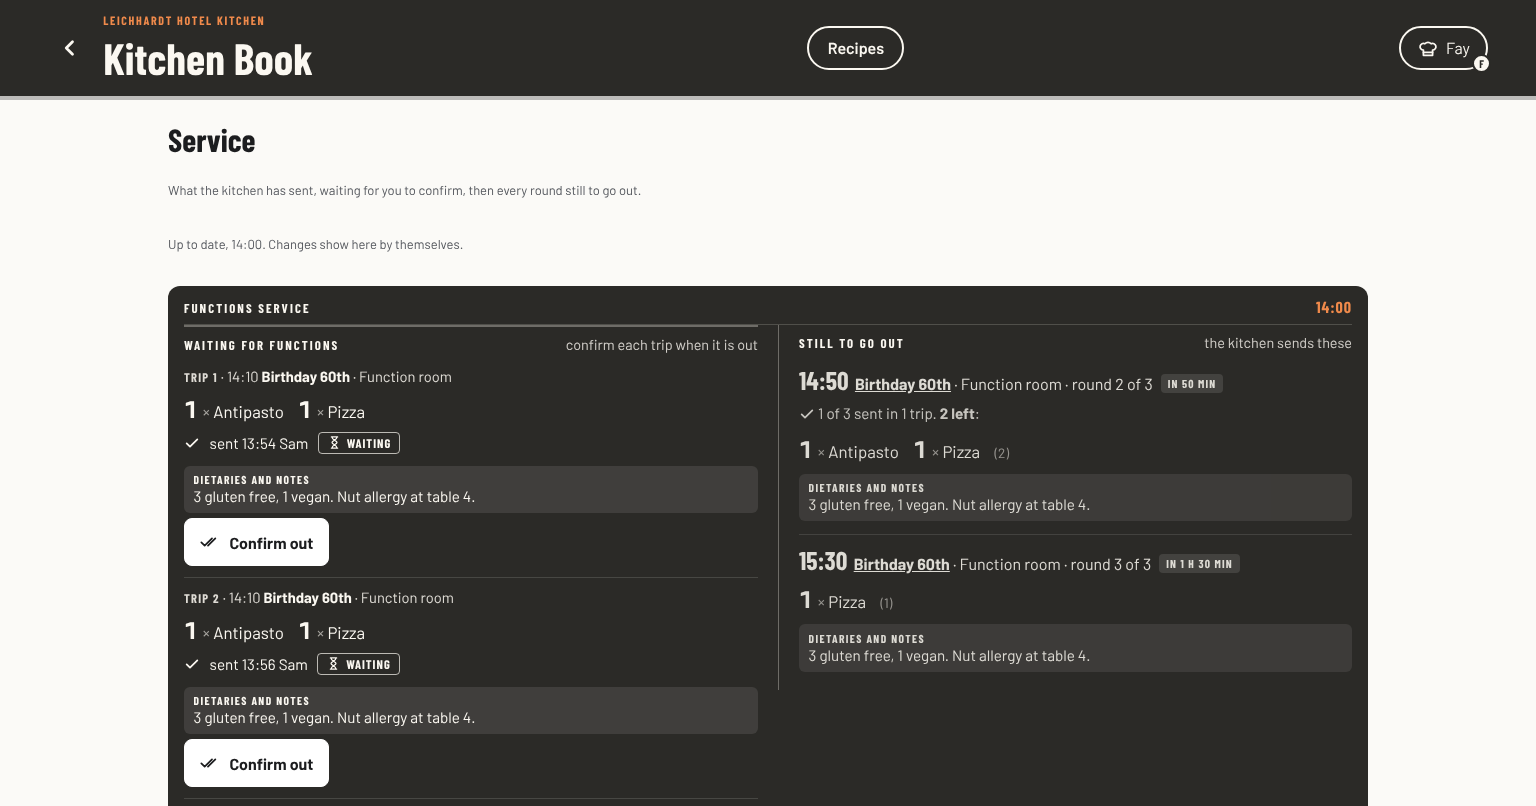 LEICHHARDT HOTEL KITCHEN
Kitchen Book
Recipes
Fay
F
Service
What the kitchen has sent, waiting for you to confirm, then every round still to go out.
Up to date, 14:00. Changes show here by themselves.
FUNCTIONS SERVICE
14:00
WAITING FOR FUNCTIONS
confirm each trip when it is out
TRIP 1 · 14:10 Birthday 60th · Function room
1 × Antipasto 1 × Pizza
sent 13:54 Sam WAITING
DIETARIES AND NOTES
3 gluten free, 1 vegan. Nut allergy at table 4.
Confirm out
TRIP 2 · 14:10 Birthday 60th · Function room
1 × Antipasto 1 × Pizza
sent 13:56 Sam WAITING
DIETARIES AND NOTES
3 gluten free, 1 vegan. Nut allergy at table 4.
Confirm out
STILL TO GO OUT
the kitchen sends these
14:50 Birthday 60th · Function room · round 2 of 3 IN 50 MIN
1 of 3 sent in 1 trip. 2 left:
1 × Antipasto 1 × Pizza (2)
DIETARIES AND NOTES
3 gluten free, 1 vegan. Nut allergy at table 4.
15:30 Birthday 60th · Function room · round 3 of 3 IN 1 H 30 MIN
1 × Pizza (1)
DIETARIES AND NOTES
3 gluten free, 1 vegan. Nut allergy at table 4.